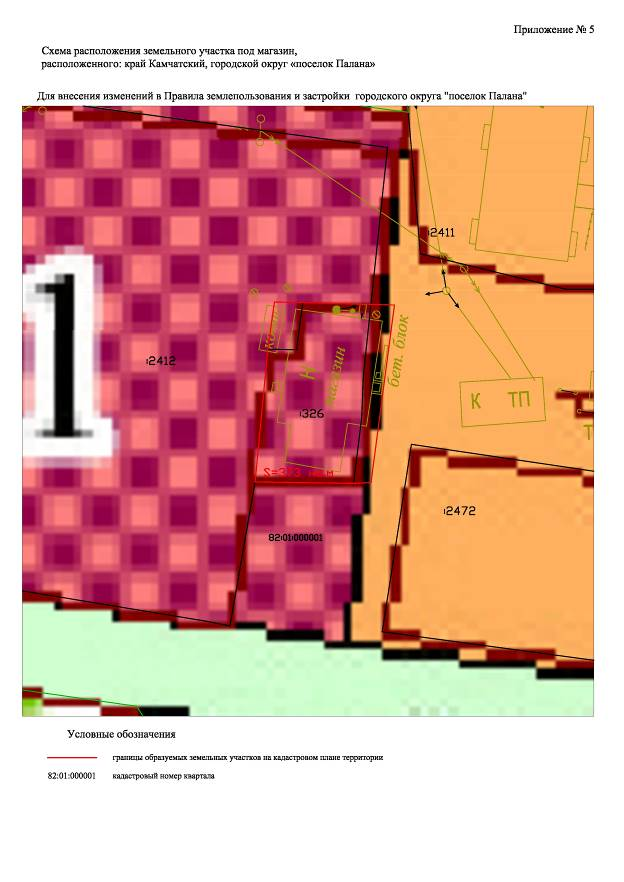 Приложение № 5
Схема расположения земельного участка под магазин,
расположенного: край Камчатский, городской округ «поселок Палана»
Для внесения изменений в Правила землепользования и застройки городского округа "поселок Палана"
:2411
1
:2412
К
магазин
бет. блок
К ТП
:326
:2472
82:01:000001
Условные обозначения
границы образуемых земельных участков на кадастровом плане территории
82:01:000001 кадастровый номер квартала